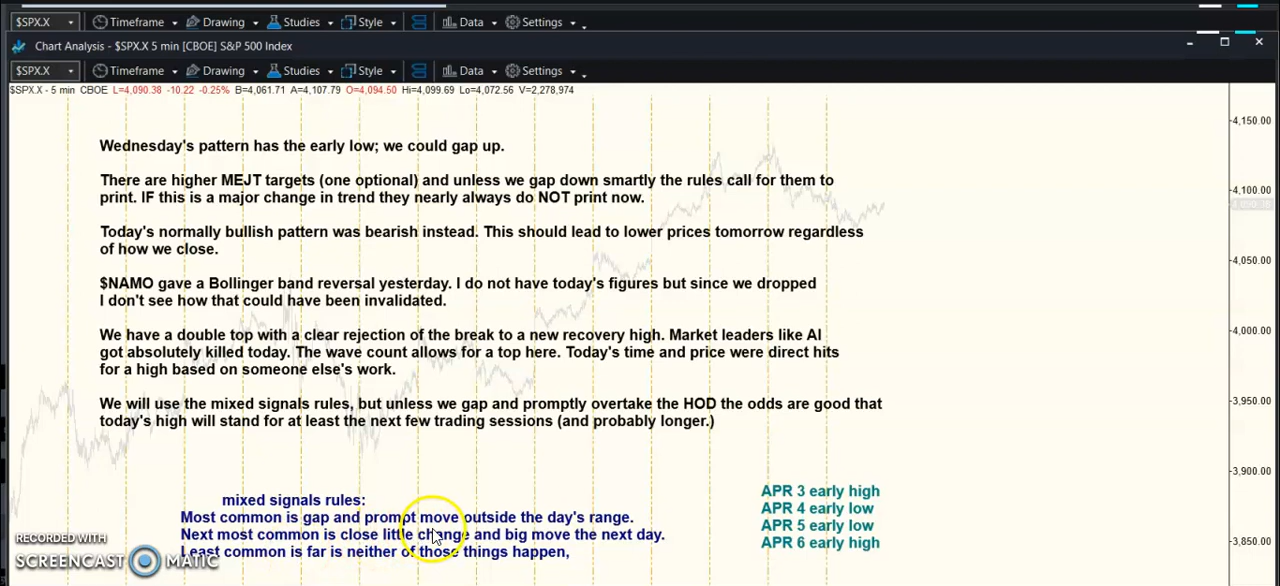 $SPX.X Timeframe Drawing Studies Style Data Settings
Chart Analysis - $SPX.X 5 min [CBOE] S&P 500 Index
$SPX.X Timeframe Drawing Studies Style Data Settings
$SPX.X - 5 min CBOE L=4,090.38 -10.22 -0.25% B=4,061.71 A=4,107.79 O=4,094.50 Hi=4,099.69 Lo=4,072.56 V=2,278,974
4,150.00
Wednesday's pattern has the early low; we could gap up.
There are higher MEJT targets (one optional) and unless we gap down smartly the rules call for them to
print. IF this is a major change in trend they nearly always do NOT print now.
4,100.00
4,090.38
Today's normally bullish pattern was bearish instead. This should lead to lower prices tomorrow regardless
of how we close.
4,050.00
$NAMO gave a Bollinger band reversal yesterday. I do not have today's figures but since we dropped
I don't see how that could have been invalidated.
4,000.00
We have a double top with a clear rejection of the break to a new recovery high. Market leaders like AI
got absolutely killed today. The wave count allows for a top here. Today's time and price were direct hits
for a high based on someone else's work.
3,950.00
We will use the mixed signals rules, but unless we gap and promptly overtake the HOD the odds are good that
today's high will stand for at least the next few trading sessions (and probably longer.)
3,900.00
mixed signals rules:
Most common is gap and prompt move outside the day's range.
Next most common is close little change and big move the next day.
Least common is far is neither of those things happen,
APR 3 early high
APR 4 early low
APR 5 early low
APR 6 early high
3,850.00
RECORDED WITH
SCREENCAST MATIC